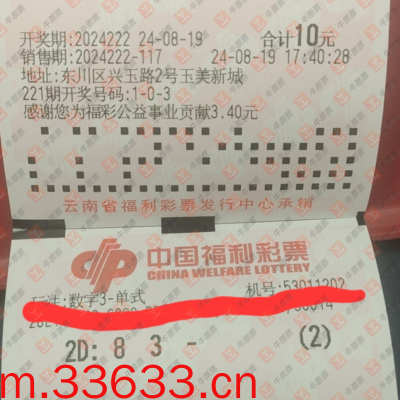 开奖期:2024222 24-08-19 合计10元
销售期:2024222-117 24-08-19 17:40:28
地址:东川区兴玉路2号玉美新城
221期开奖号码:1-0-3
感谢您为福彩公益事业贡献3.40元
云南省福利彩票发行中心承销
中国福利彩票
CHINA WELFARE LOTTERY
玩法:数字3-单式 机号:53011202
2D: 8 3 - (2)
m.33633.cn